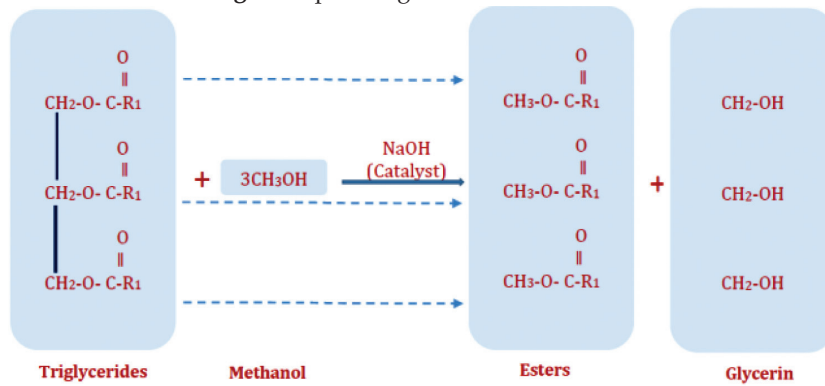 O
||
CH2-O- C-R1
O
||
CH2-O- C-R1
O
||
CH2-O- C-R1
+
3CH3OH
NaOH
(Catalyst)
O
||
CH3-O- C-R1
O
||
CH3-O- C-R1
O
||
CH3-O- C-R1
+
CH2-OH
CH2-OH
CH2-OH
Triglycerides
Methanol
Esters
Glycerin